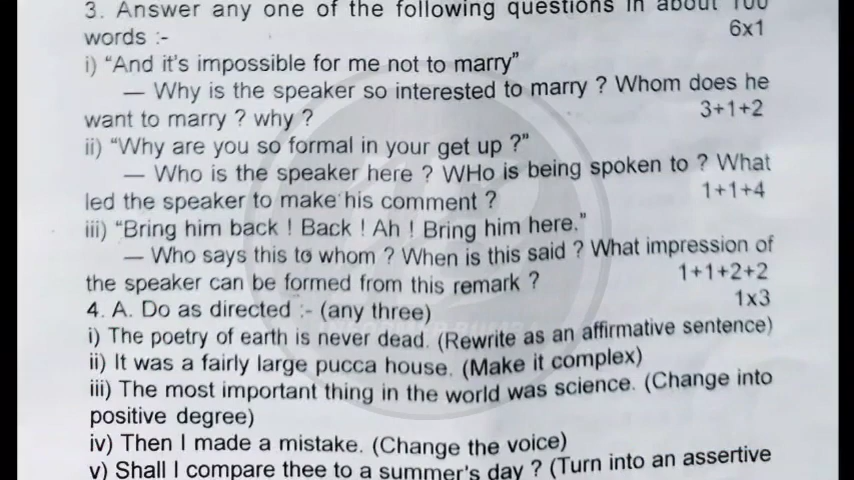 3. Answer any one of the following questions in about 100
words :-
6x1
i) “And it's impossible for me not to marry”
— Why is the speaker so interested to marry ? Whom does he
want to marry ? why ?
3+1+2
ii) “Why are you so formal in your get up ?”
— Who is the speaker here ? WHo is being spoken to ? What
led the speaker to make his comment ?
1+1+4
iii) “Bring him back ! Back ! Ah ! Bring him here.”
— Who says this to whom ? When is this said ? What impression of
the speaker can be formed from this remark ?
1+1+2+2
4. A. Do as directed :- (any three)
1x3
i) The poetry of earth is never dead. (Rewrite as an affirmative sentence)
ii) It was a fairly large pucca house. (Make it complex)
iii) The most important thing in the world was science. (Change into
positive degree)
iv) Then I made a mistake. (Change the voice)
v) Shall I compare thee to a summer's day ? (Turn into an assertive